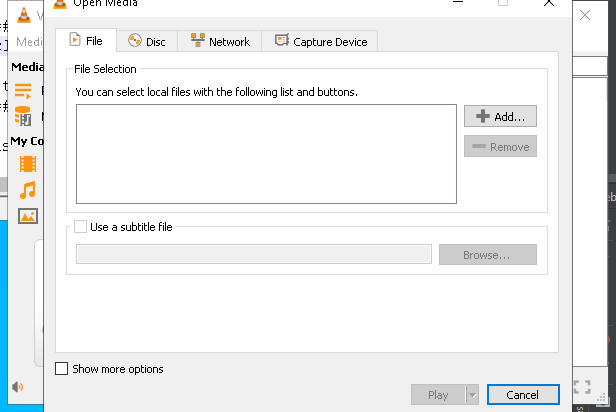 Open Media
Media
File
Disc
Network
Capture Device
Media
File Selection
You can select local files with the following list and buttons.
Add...
Remove
My Co
Use a subtitle file
Browse...
Show more options
Play
Cancel